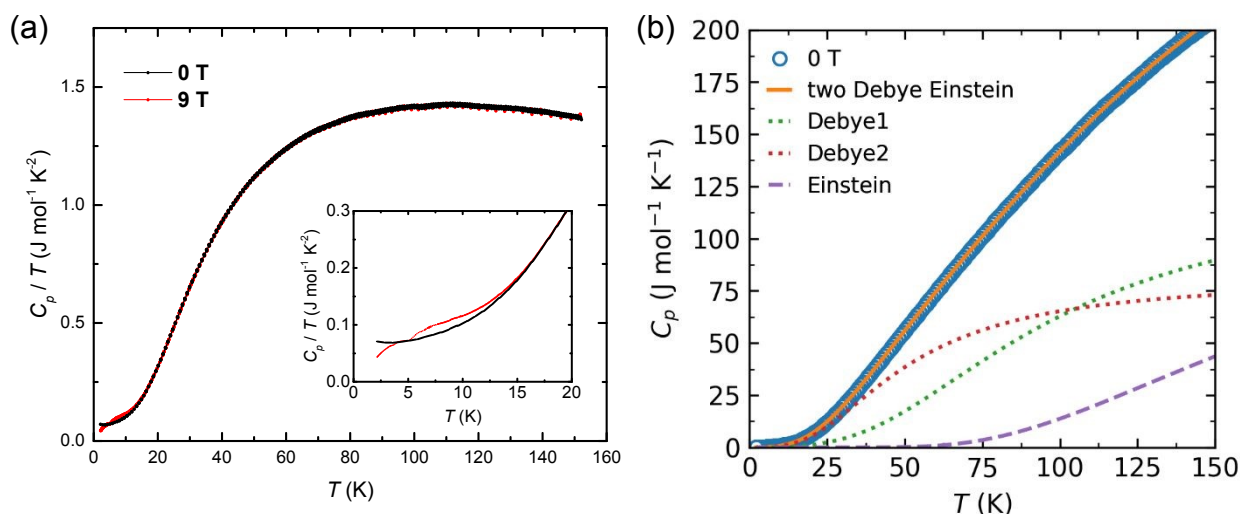 (a)
0 T
9 T
C_p / T (J mol⁻¹ K⁻²)
1.5
1.0
0.5
0.0
0 20 40 60 80 100 120 140 160
T (K)
C_p / T (J mol⁻¹ K⁻²)
0.3
0.2
0.1
0.0
0 5 10 15 20
T (K)
(b)
0 T
two Debye Einstein
Debye1
Debye2
Einstein
C_p (J mol⁻¹ K⁻¹)
200
175
150
125
100
75
50
25
0
0 25 50 75 100 125 150
T (K)